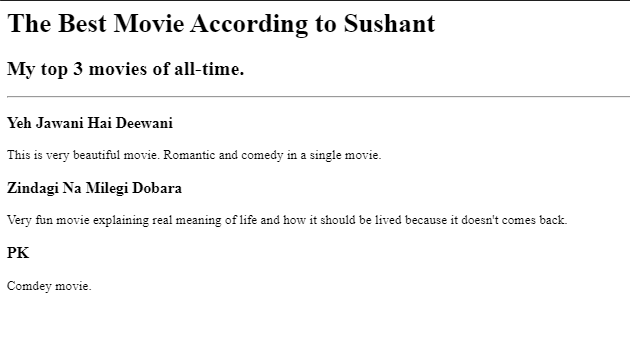 The Best Movie According to Sushant
My top 3 movies of all-time.
Yeh Jawani Hai Deewani
This is very beautiful movie. Romantic and comedy in a single movie.
Zindagi Na Milegi Dobara
Very fun movie explaining real meaning of life and how it should be lived because it doesn't comes back.
PK
Comdey movie.